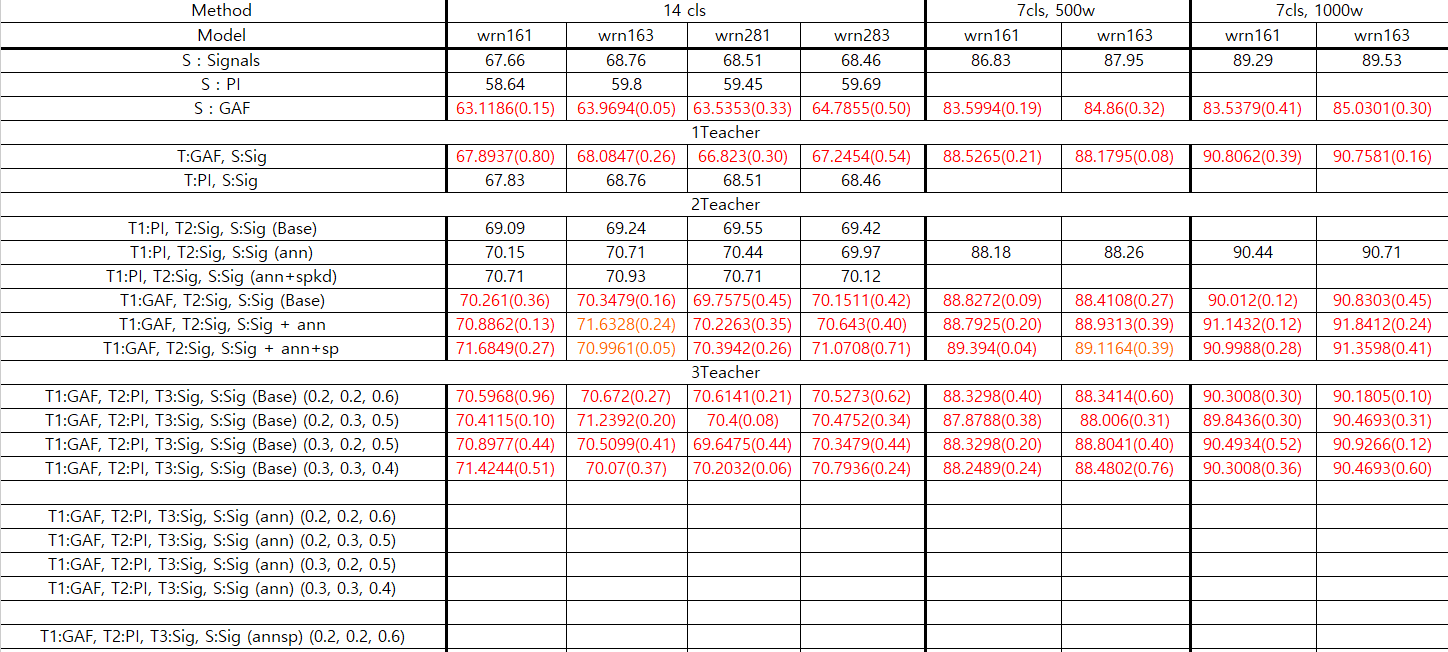 Method 14 cls 7cls, 500w 7cls, 1000w
Model wrn161 wrn163 wrn281 wrn283 wrn161 wrn163 wrn161 wrn163
S : Signals 67.66 68.76 68.51 68.46 86.83 87.95 89.29 89.53
S : PI 58.64 59.8 59.45 59.69
S : GAF 63.1186(0.15) 63.9694(0.05) 63.5353(0.33) 64.7855(0.50) 83.5994(0.19) 84.86(0.32) 83.5379(0.41) 85.0301(0.30)
1Teacher
T:GAF, S:Sig 67.8937(0.80) 68.0847(0.26) 66.823(0.30) 67.2454(0.54) 88.5265(0.21) 88.1795(0.08) 90.8062(0.39) 90.7581(0.16)
T:PI, S:Sig 67.83 68.76 68.51 68.46
2Teacher
T1:PI, T2:Sig, S:Sig (Base) 69.09 69.24 69.55 69.42
T1:PI, T2:Sig, S:Sig (ann) 70.15 70.71 70.44 69.97 88.18 88.26 90.44 90.71
T1:PI, T2:Sig, S:Sig (ann+spkd) 70.71 70.93 70.71 70.12
T1:GAF, T2:Sig, S:Sig (Base) 70.261(0.36) 70.3479(0.16) 69.7575(0.45) 70.1511(0.42) 88.8272(0.09) 88.4108(0.27) 90.012(0.12) 90.8303(0.45)
T1:GAF, T2:Sig, S:Sig + ann 70.8862(0.13) 71.6328(0.24) 70.2263(0.35) 70.643(0.40) 88.7925(0.20) 88.9313(0.39) 91.1432(0.12) 91.8412(0.24)
T1:GAF, T2:Sig, S:Sig + ann+sp 71.6849(0.27) 70.9961(0.05) 70.3942(0.26) 71.0708(0.71) 89.394(0.04) 89.1164(0.39) 90.9988(0.28) 91.3598(0.41)
3Teacher
T1:GAF, T2:PI, T3:Sig, S:Sig (Base) (0.2, 0.2, 0.6) 70.5968(0.96) 70.672(0.27) 70.6141(0.21) 70.5273(0.62) 88.3298(0.40) 88.3414(0.60) 90.3008(0.30) 90.1805(0.10)
T1:GAF, T2:PI, T3:Sig, S:Sig (Base) (0.2, 0.3, 0.5) 70.4115(0.10) 71.2392(0.20) 70.4(0.08) 70.4752(0.34) 87.8788(0.38) 88.006(0.31) 89.8436(0.30) 90.4693(0.31)
T1:GAF, T2:PI, T3:Sig, S:Sig (Base) (0.3, 0.2, 0.5) 70.8977(0.44) 70.5099(0.41) 69.6475(0.44) 70.3479(0.44) 88.3298(0.20) 88.8041(0.40) 90.4934(0.52) 90.9266(0.12)
T1:GAF, T2:PI, T3:Sig, S:Sig (Base) (0.3, 0.3, 0.4) 71.4244(0.51) 70.07(0.37) 70.2032(0.06) 70.7936(0.24) 88.2489(0.24) 88.4802(0.76) 90.3008(0.36) 90.4693(0.60)
T1:GAF, T2:PI, T3:Sig, S:Sig (ann) (0.2, 0.2, 0.6)
T1:GAF, T2:PI, T3:Sig, S:Sig (ann) (0.2, 0.3, 0.5)
T1:GAF, T2:PI, T3:Sig, S:Sig (ann) (0.3, 0.2, 0.5)
T1:GAF, T2:PI, T3:Sig, S:Sig (ann) (0.3, 0.3, 0.4)
T1:GAF, T2:PI, T3:Sig, S:Sig (annsp) (0.2, 0.2, 0.6)